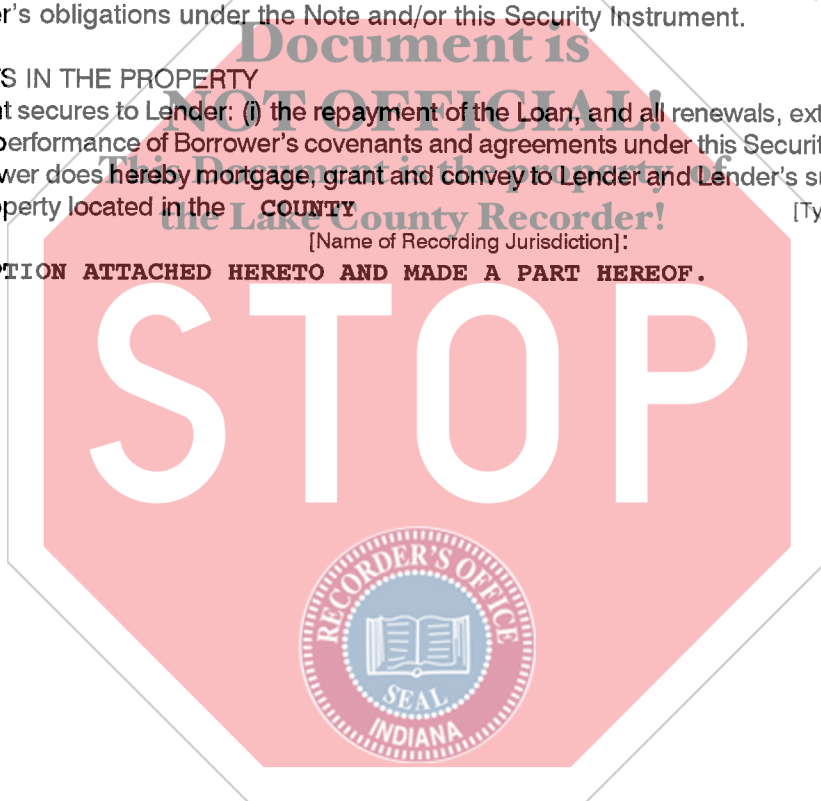 r's obligations under the Note and/or this Security Instrument.
Document is
S IN THE PROPERTY
t secures to Lender: (i) the repayment of the Loan, and all renewals, ext
NOT OFFICIAL!
performance of Borrower's covenants and agreements under this Securit
This Document is the property of
wer does hereby mortgage, grant and convey to Lender and Lender's su
perty located in the COUNTY [Ty
the Lake County Recorder!
[Name of Recording Jurisdiction]:
PTION ATTACHED HERETO AND MADE A PART HEREOF.
STOP
RECORDER'S OFFICE
SEAL
INDIANA